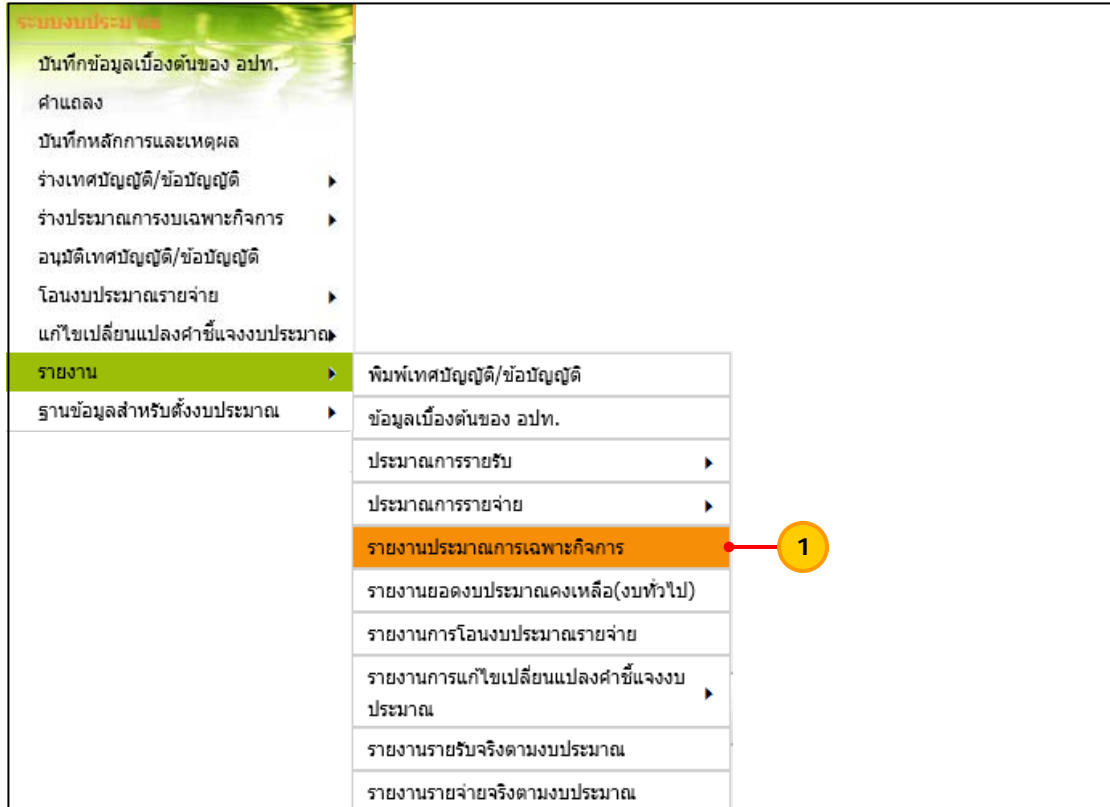 ระบบงบประมาณ
บันทึกข้อมูลเบื้องต้นของ อปท.
คำแถลง
บันทึกหลักการและเหตุผล
ร่างเทศบัญญัติ/ข้อบัญญัติ
ร่างประมาณการงบเฉพาะกิจการ
อนุมัติเทศบัญญัติ/ข้อบัญญัติ
โอนงบประมาณรายจ่าย
แก้ไขเปลี่ยนแปลงคำชี้แจงงบประมาณ
รายงาน
ฐานข้อมูลสำหรับตั้งงบประมาณ
พิมพ์เทศบัญญัติ/ข้อบัญญัติ
ข้อมูลเบื้องต้นของ อปท.
ประมาณการรายรับ
ประมาณการรายจ่าย
รายงานประมาณการเฉพาะกิจการ
1
รายงานยอดงบประมาณคงเหลือ(งบทั่วไป)
รายงานการโอนงบประมาณรายจ่าย
รายงานการแก้ไขเปลี่ยนแปลงคำชี้แจงงบ
ประมาณ
รายงานรายรับจริงตามงบประมาณ
รายงานรายจ่ายจริงตามงบประมาณ